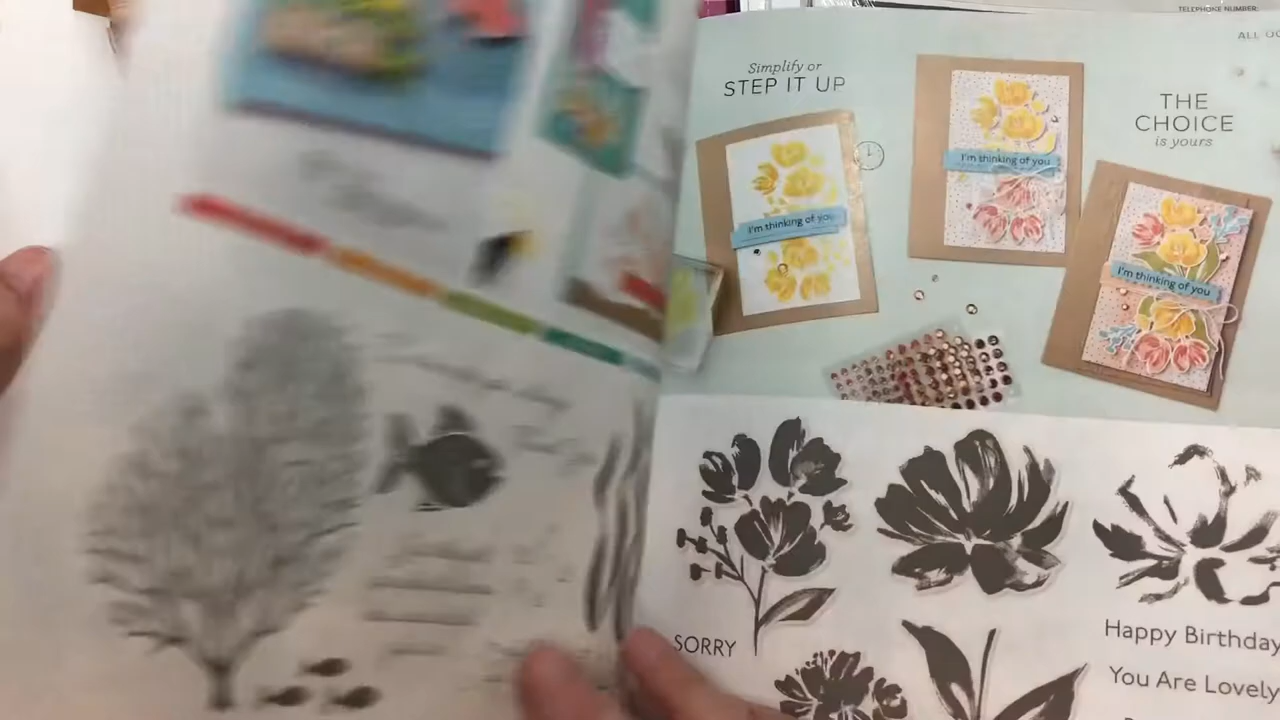 TELEPHONE NUMBER:
Simplify or
STEP IT UP
THE
CHOICE
is yours
I'm thinking of you
I'm thinking of you
I'm thinking of you
SORRY
Happy Birthday
You Are Lovely